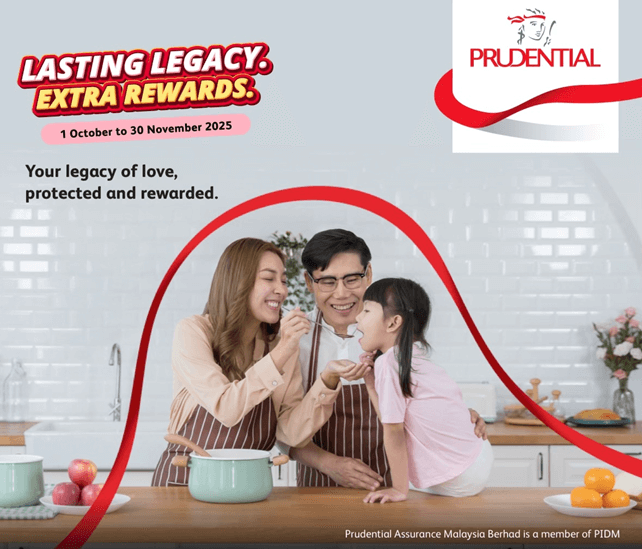 LASTING LEGACY.
EXTRA REWARDS.
1 October to 30 November 2025
Your legacy of love,
protected and rewarded.
PRUDENTIAL
Prudential Assurance Malaysia Berhad is a member of PIDM